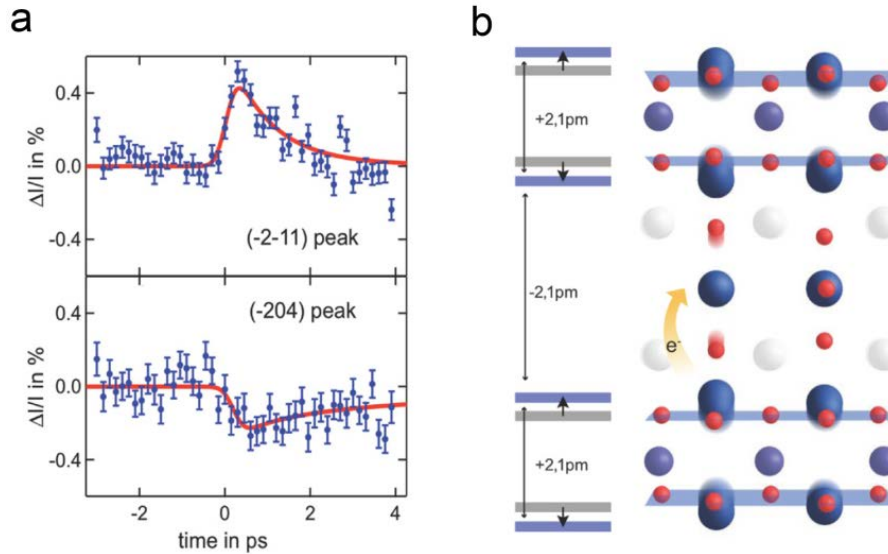 a
ΔI/I in %
0.4
0.0
-0.4
(-2-11) peak
ΔI/I in %
0.4
0.0
-0.4
(-204) peak
-2
0
2
4
time in ps
b
+2,1pm
-2,1pm
e-
+2,1pm